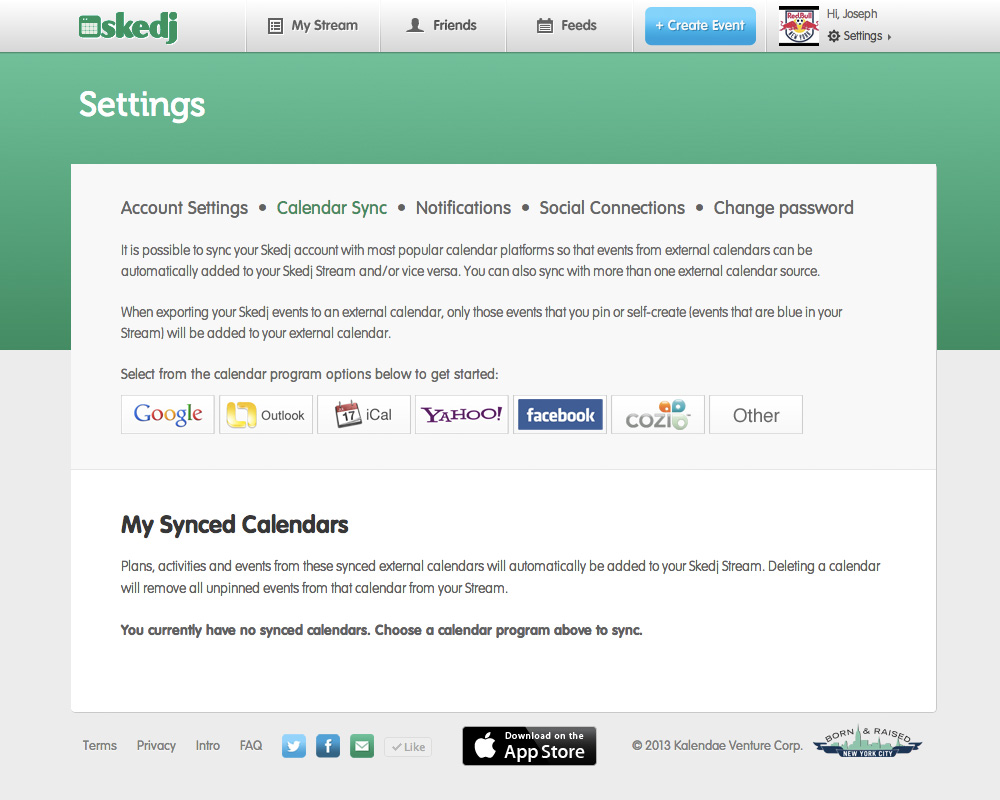 skedj
My Stream
Friends
Feeds
+ Create Event
Red Bull
NEW YORK
Hi, Joseph
Settings
Settings
Account Settings • Calendar Sync • Notifications • Social Connections • Change password
It is possible to sync your Skedj account with most popular calendar platforms so that events from external calendars can be
automatically added to your Skedj Stream and/or vice versa. You can also sync with more than one external calendar source.
When exporting your Skedj events to an external calendar, only those events that you pin or self-create (events that are blue in your
Stream) will be added to your external calendar.
Select from the calendar program options below to get started:
Google
Outlook
17
iCal
YAHOO!
facebook
cozi
Other
My Synced Calendars
Plans, activities and events from these synced external calendars will automatically be added to your Skedj Stream. Deleting a calendar
will remove all unpinned events from that calendar from your Stream.
You currently have no synced calendars. Choose a calendar program above to sync.
Terms
Privacy
Intro
FAQ
Like
Download on the
App Store
© 2013 Kalendae Venture Corp.
BORN & RAISED
NEW YORK CITY